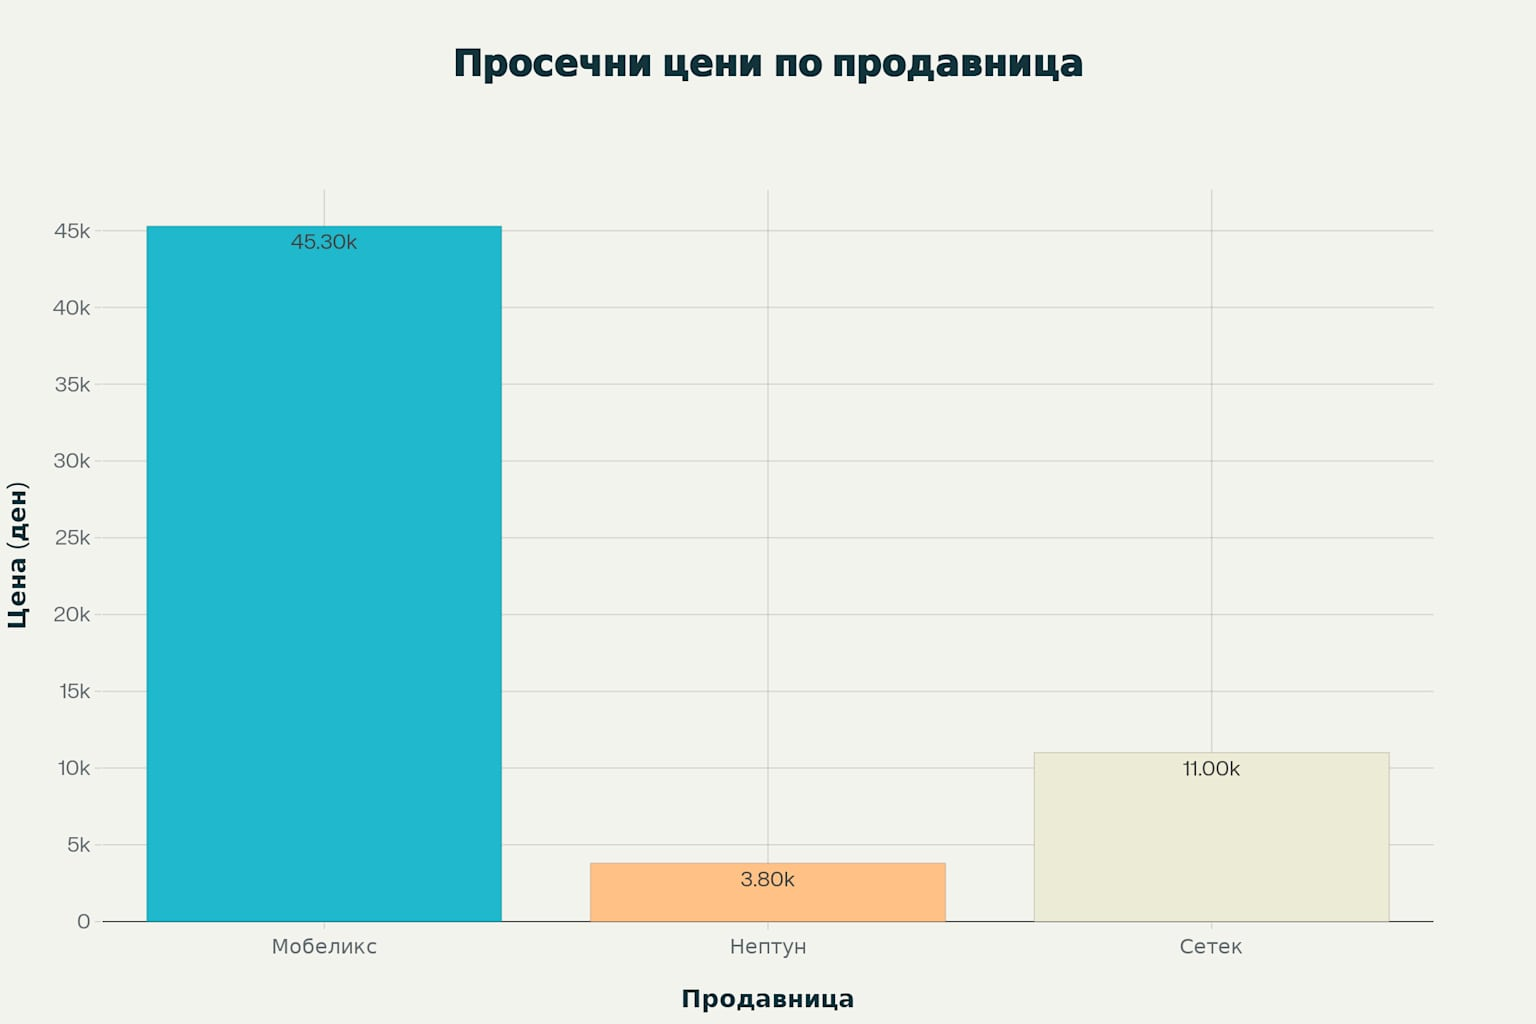 Просечни цени по продавница
Цена (ден)
45k
40k
35k
30k
25k
20k
15k
10k
5k
0
45.30k
3.80k
11.00k
Мобеликс
Нептун
Сетек
Продавница